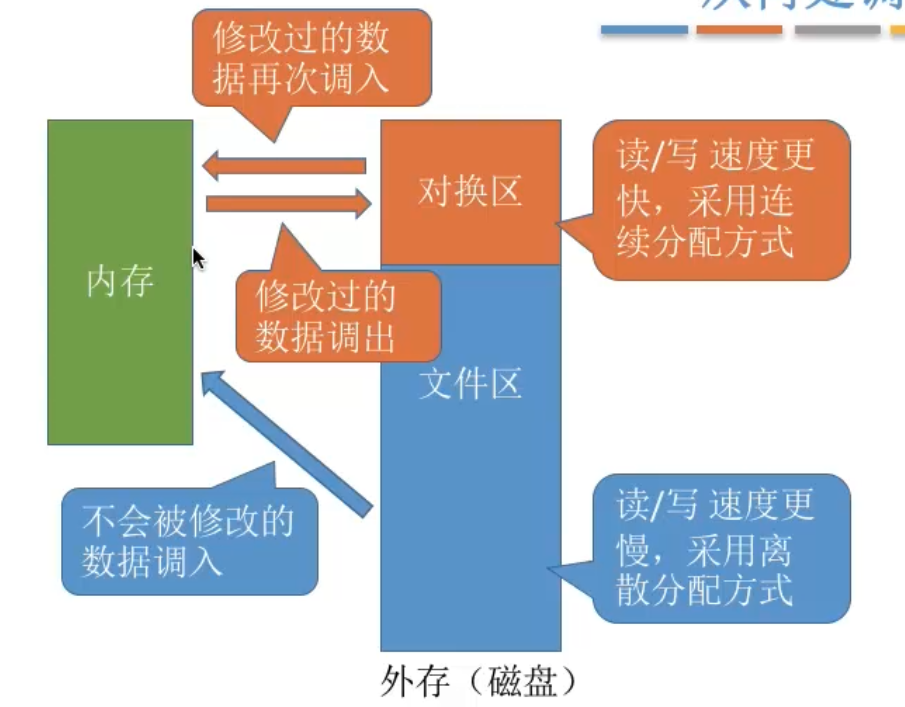 修改过的数
据再次调入
对换区
读/写 速度更
快，采用连
续分配方式
内存
修改过的
数据调出
文件区
不会被修改的
数据调入
读/写 速度更
慢，采用离
散分配方式
外存（磁盘）